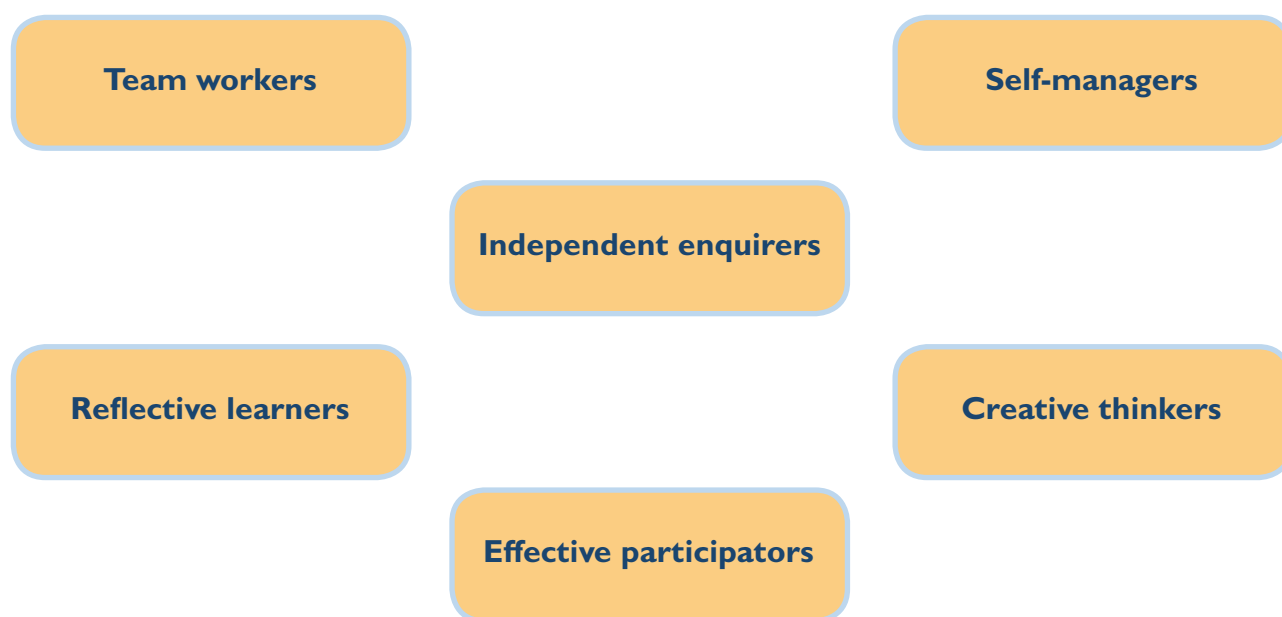 Team workers
Self-managers
Independent enquirers
Reflective learners
Creative thinkers
Effective participators